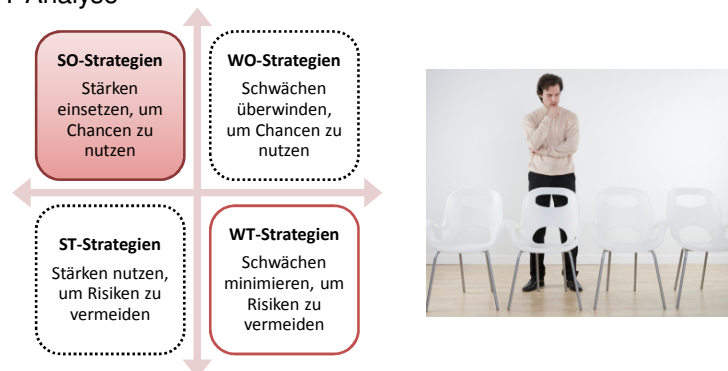 Analyse
SO-Strategien
Stärken
einsetzen, um
Chancen zu
nutzen
WO-Strategien
Schwächen
überwinden,
um Chancen zu
nutzen
ST-Strategien
Stärken nutzen,
um Risiken zu
vermeiden
WT-Strategien
Schwächen
minimieren, um
Risiken zu
vermeiden